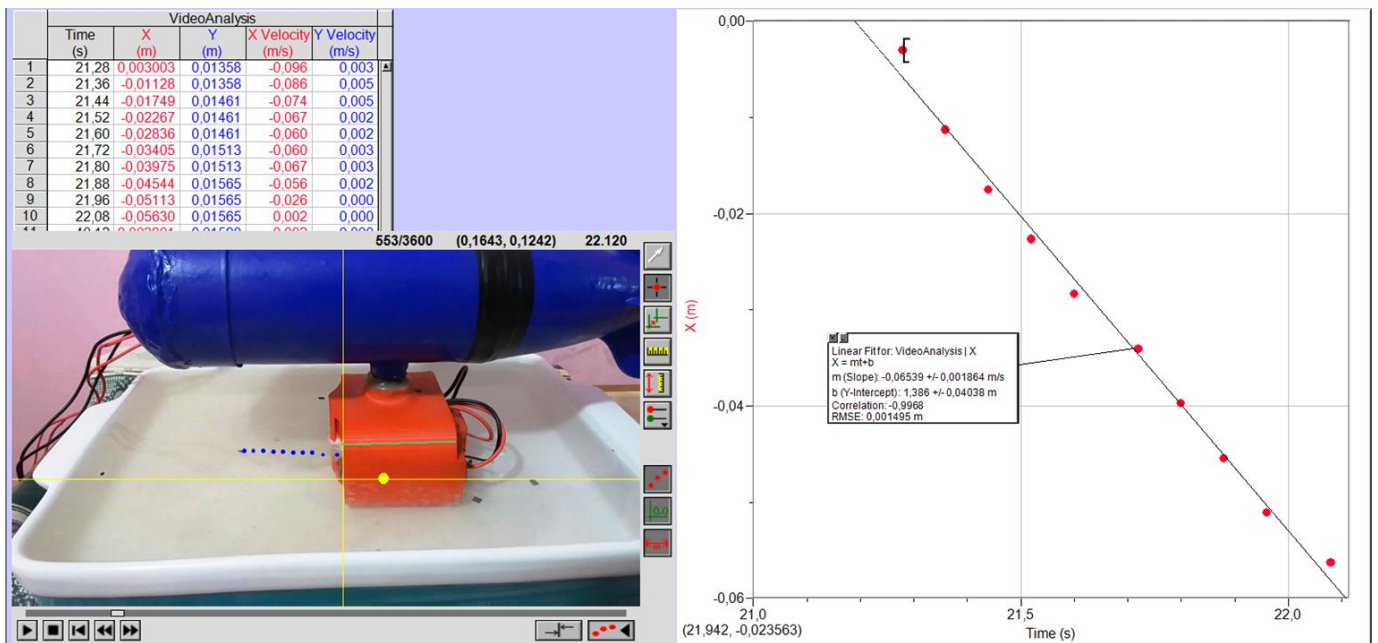 VideoAnalysis
Time X Y X Velocity Y Velocity
(s) (m) (m) (m/s) (m/s)
1 21,28 0,003003 0,01358 -0,096 0,003
2 21,36 -0,01128 0,01358 -0,086 0,005
3 21,44 -0,01749 0,01461 -0,074 0,005
4 21,52 -0,02267 0,01461 -0,067 0,002
5 21,60 -0,02836 0,01461 -0,060 0,002
6 21,72 -0,03405 0,01513 -0,060 0,003
7 21,80 -0,03975 0,01513 -0,067 0,003
8 21,88 -0,04544 0,01565 -0,056 0,002
9 21,96 -0,05113 0,01565 -0,026 0,000
10 22,08 -0,05630 0,01565 0,002 0,000
553/3600 (0,1643, 0,1242) 22.120
0,00
-0,02
X (m)
Linear Fit for: VideoAnalysis | X
X = mt+b
m (Slope): -0,06539 +/- 0,001864 m/s
b (Y-Intercept): 1,386 +/- 0,04038 m
Correlation: -0,9968
RMSE: 0,001495 m
-0,04
-0,06
21,0 21,5 22,0
(21,942, -0,023563)
Time (s)